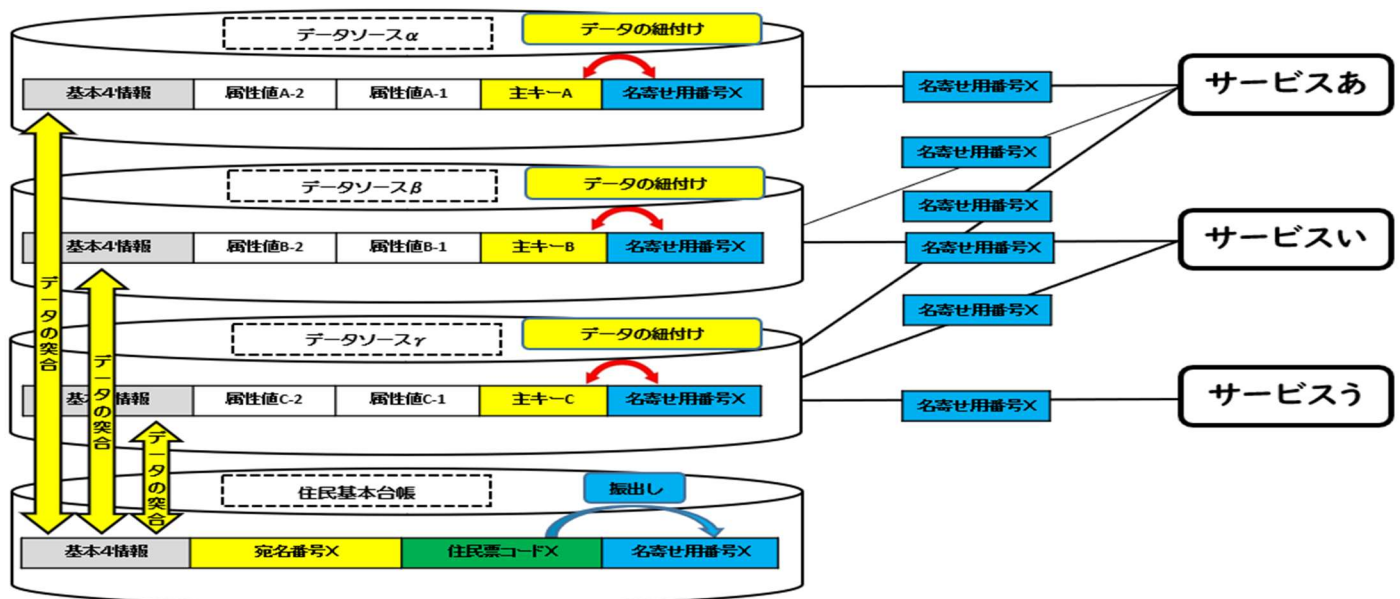 データソースα
データの紐付け
基本4情報
属性値A-2
属性値A-1
主キーA
名寄せ用番号X
名寄せ用番号X
サービスあ
名寄せ用番号X
データソースβ
データの紐付け
名寄せ用番号X
基本4情報
属性値B-2
属性値B-1
主キーB
名寄せ用番号X
名寄せ用番号X
サービスい
名寄せ用番号X
データソースγ
データの紐付け
基本4情報
属性値C-2
属性値C-1
主キーC
名寄せ用番号X
名寄せ用番号X
サービスう
データの突合
データの突合
データの突合
住民基本台帳
振出し
基本4情報
宛名番号X
住民票コードX
名寄せ用番号X